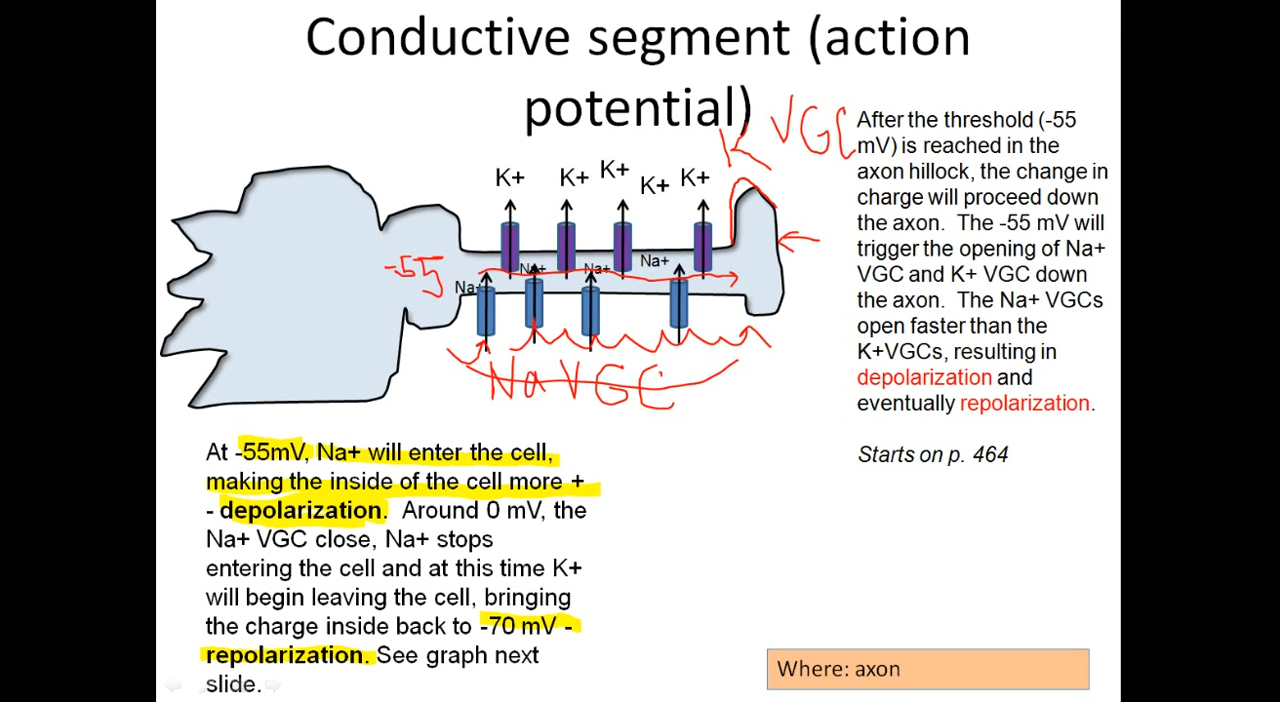 Conductive segment (action
potential)
K VGC
After the threshold (-55
mV) is reached in the
axon hillock, the change in
charge will proceed down
the axon. The -55 mV will
trigger the opening of Na+
VGC and K+ VGC down
the axon. The Na+ VGCs
open faster than the
K+VGCs, resulting in
depolarization and
eventually repolarization.
Starts on p. 464
K+ K+ K+ K+ K+
-55
Na+ Na+ Na+ Na+
Na VGC
At -55mV, Na+ will enter the cell,
making the inside of the cell more +
- depolarization. Around 0 mV, the
Na+ VGC close, Na+ stops
entering the cell and at this time K+
will begin leaving the cell, bringing
the charge inside back to -70 mV -
repolarization. See graph next
slide.
Where: axon